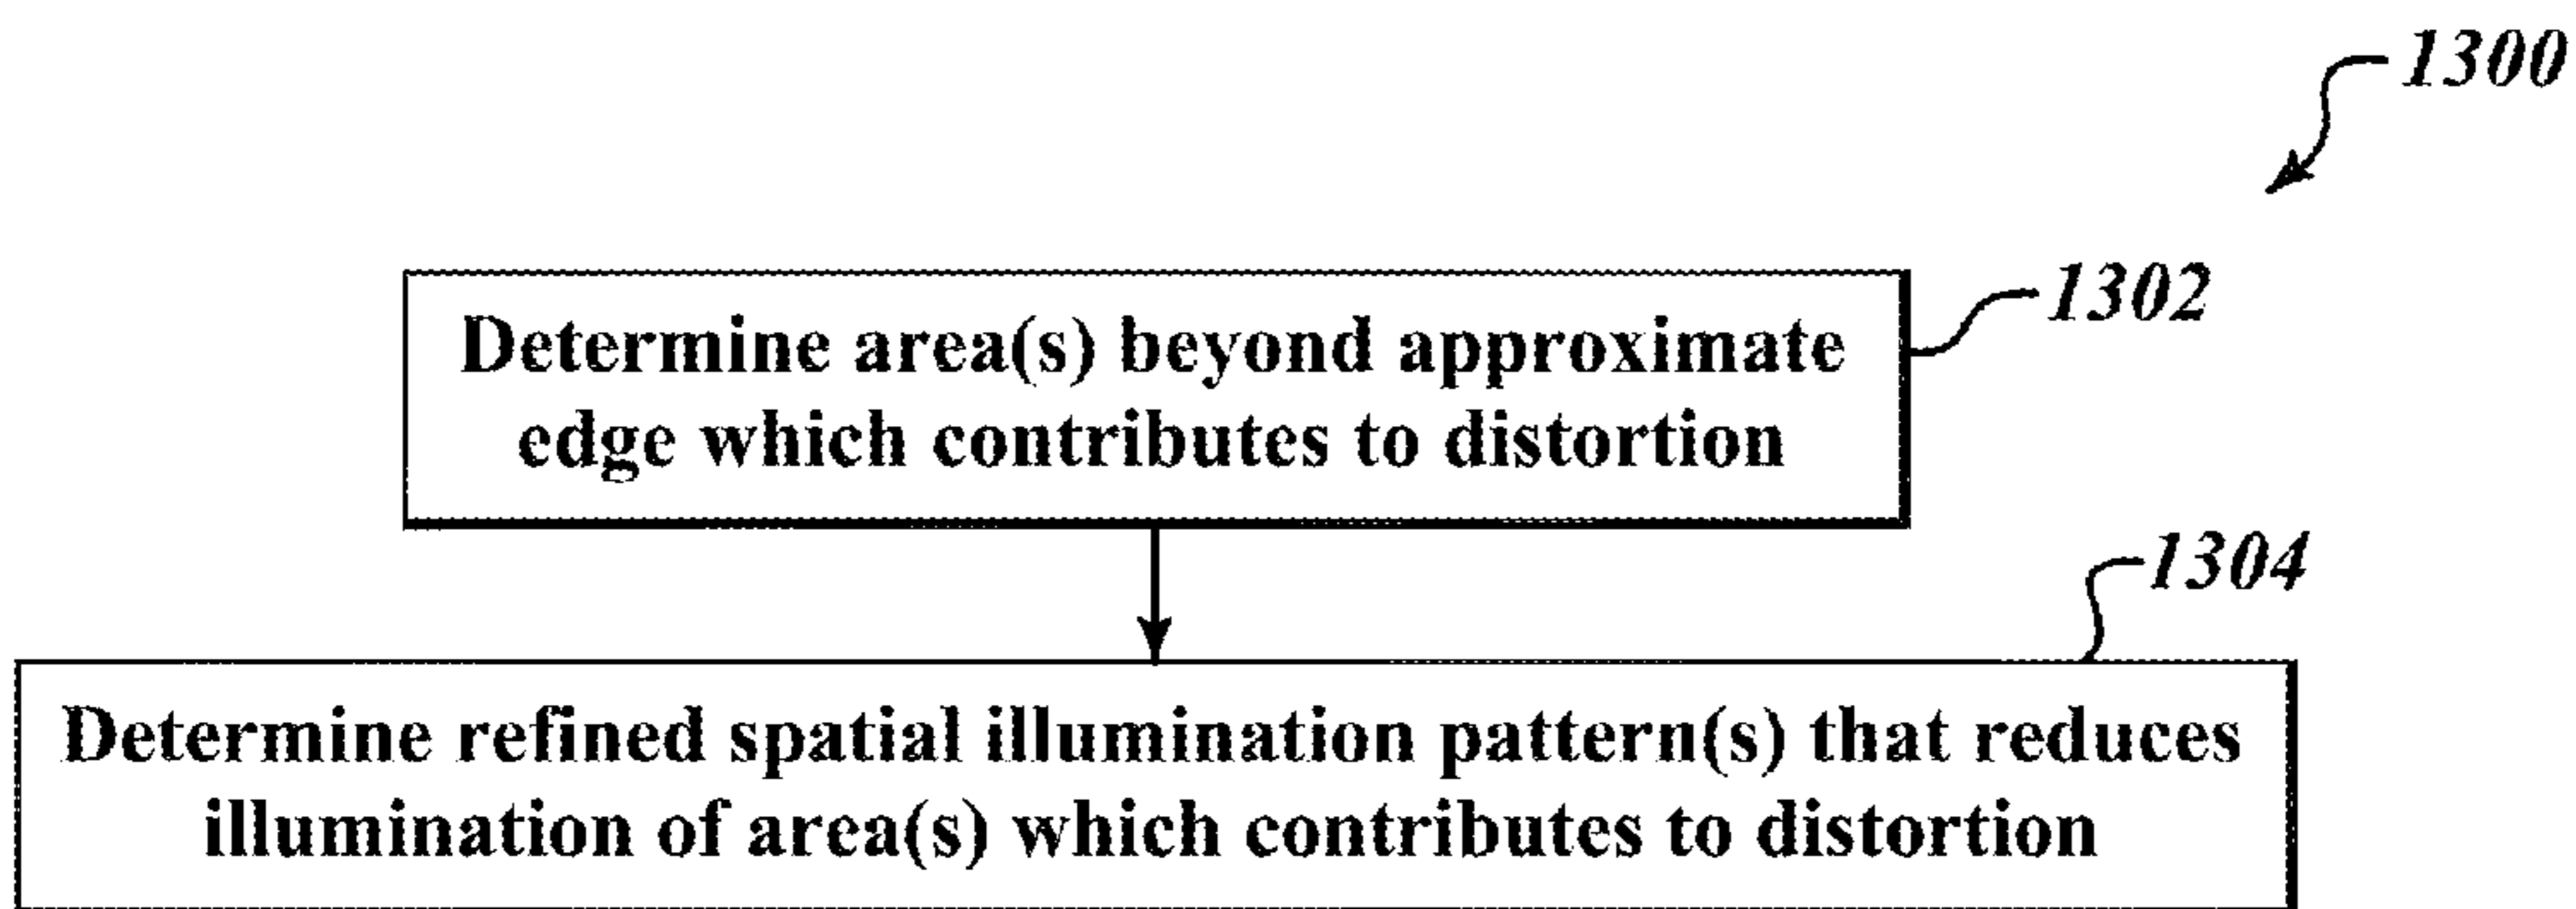 1300
1302
Determine area(s) beyond approximate
edge which contributes to distortion
1304
Determine refined spatial illumination pattern(s) that reduces
illumination of area(s) which contributes to distortion